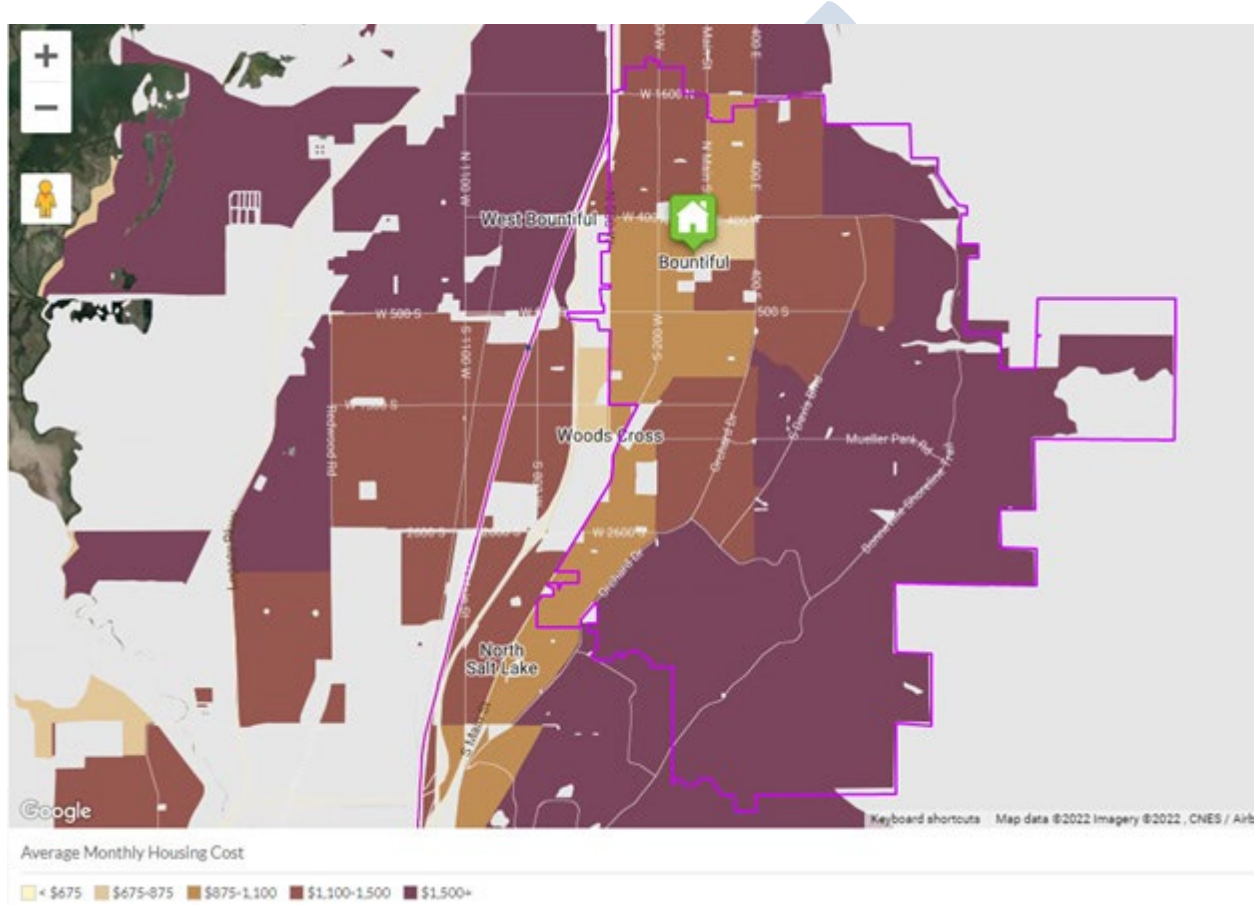 +
−
400 E
N Main St
W 1600 N
N 1100 W
N Main S
400 E
West Bountiful
W 400
400
Bountiful
400 E
W 500 S
500 S
S 1100 W
S 200 W
Redwood Rd
S Davis Blvd
Woods Cross
Orchard Dr
Mueller Park Rd
Bonneville Shoreline Trail
2600 S
W 2600 S
Orchard Dr
North
Salt Lake
S Main St
Google
Keyboard shortcuts Map data ©2022 Imagery ©2022 , CNES / Airb
Average Monthly Housing Cost
< $675 $675-875 $875-1,100 $1,100-1,500 $1,500+